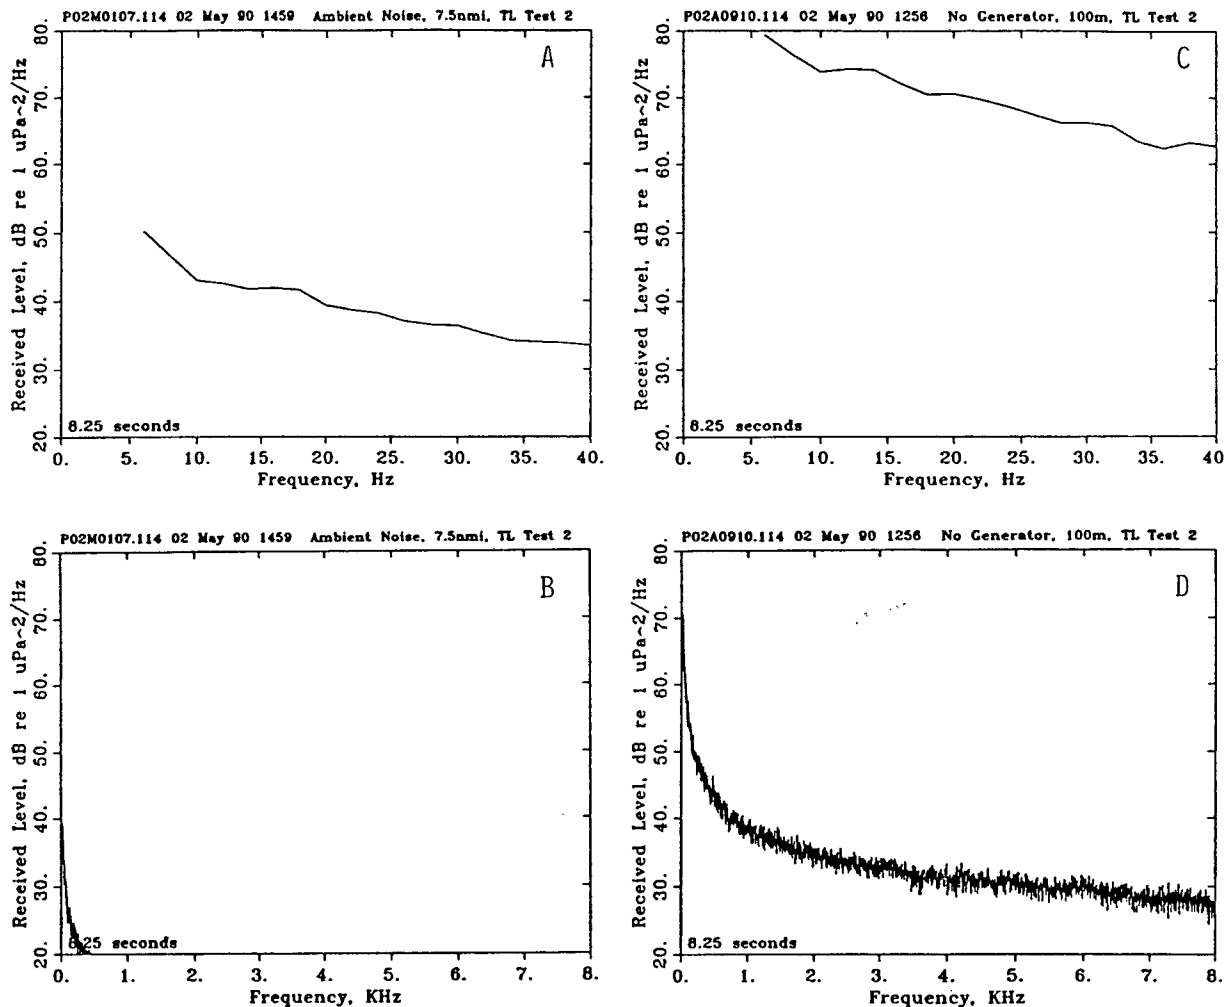 P02M0107.114 02 May 90 1459 Ambient Noise, 7.5nmi, TL Test 2
A
Received Level, dB re 1 uPa^2/Hz
80.
70.
60.
50.
40.
30.
20.
8.25 seconds
0. 5. 10. 15. 20. 25. 30. 35. 40.
Frequency, Hz
P02A0910.114 02 May 90 1256 No Generator, 100m, TL Test 2
C
Received Level, dB re 1 uPa^2/Hz
80.
70.
60.
50.
40.
30.
20.
8.25 seconds
0. 5. 10. 15. 20. 25. 30. 35. 40
Frequency, Hz
P02M0107.114 02 May 90 1459 Ambient Noise, 7.5nmi, TL Test 2
B
Received Level, dB re 1 uPa^2/Hz
80.
70.
60.
50.
40.
30.
20.
8.25 seconds
0. 1. 2. 3. 4. 5. 6. 7. 8.
Frequency, KHz
P02A0910.114 02 May 90 1256 No Generator, 100m, TL Test 2
D
Received Level, dB re 1 uPa^2/Hz
80.
70.
60.
50.
40.
30.
20.
8.25 seconds
0. 1. 2. 3. 4. 5. 6. 7. 8.
Frequency, KHz